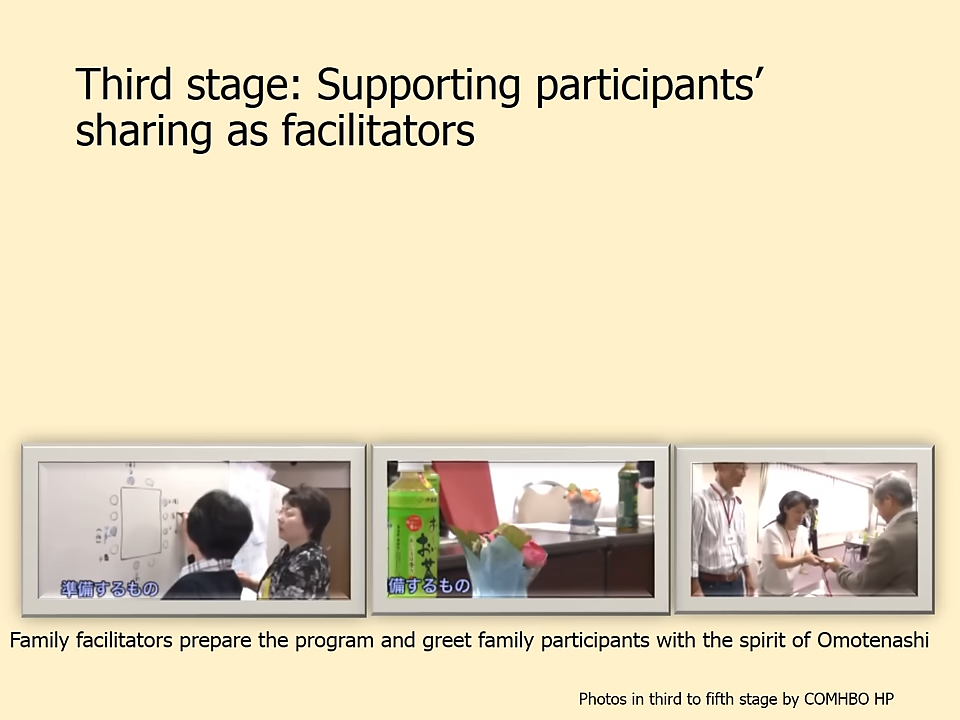 Third stage: Supporting participants’
sharing as facilitators
準備するもの
お
準備するもの
Family facilitators prepare the program and greet family participants with the spirit of Omotenashi
Photos in third to fifth stage by COMHBO HP